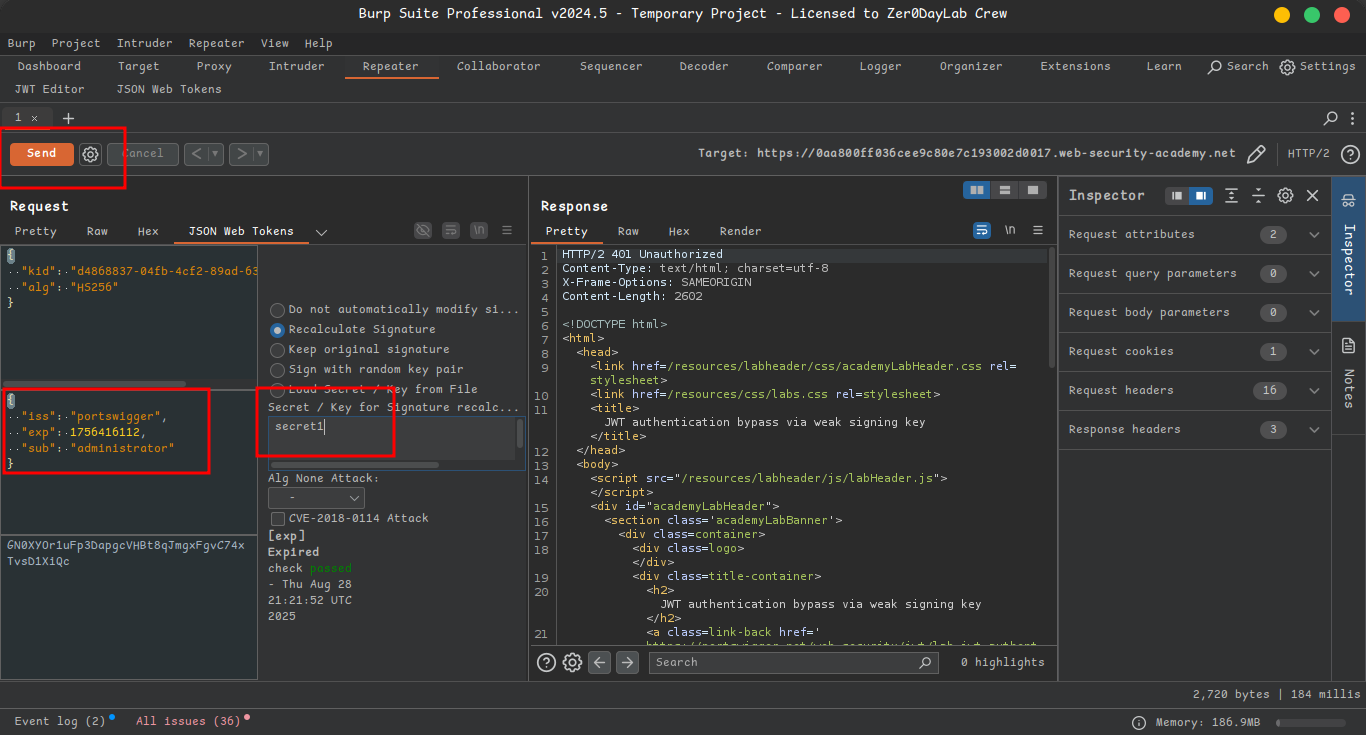 Burp Suite Professional v2024.5 - Temporary Project - Licensed to Zer0DayLab Crew
Burp Project Intruder Repeater View Help
Dashboard Target Proxy Intruder Repeater Collaborator Sequencer Decoder Comparer Logger Organizer Extensions Learn Search Settings
JWT Editor JSON Web Tokens
1 × +
Send Cancel < > Target: https://0aa800ff036cee9c80e7c193002d0017.web-security-academy.net HTTP/2
Request
Pretty Raw Hex JSON Web Tokens \n
{
"kid": "d4868837-04fb-4cf2-89ad-63
"alg": "HS256"
}
{
"iss": "portswigger",
"exp": 1756416112,
"sub": "administrator"
}
GN0XYOr1uFp3DapgcVHBt8qJmgxFgvC74x
TvsD1XiQc
Do not automatically modify si...
Recalculate Signature
Keep original signature
Sign with random key pair
Load Secret / Key from File
Secret / Key for Signature recalc...
secret1
Alg None Attack:
-
CVE-2018-0114 Attack
[exp]
Expired
check passed
- Thu Aug 28
21:21:52 UTC
2025
Response
Pretty Raw Hex Render \n
1 HTTP/2 401 Unauthorized
2 Content-Type: text/html; charset=utf-8
3 X-Frame-Options: SAMEORIGIN
4 Content-Length: 2602
5
6 <!DOCTYPE html>
7 <html>
8 <head>
9 <link href=/resources/labheader/css/academyLabHeader.css rel=
stylesheet>
10 <link href=/resources/css/labs.css rel=stylesheet>
11 <title>
JWT authentication bypass via weak signing key
</title>
12 </head>
13 <body>
14 <script src="/resources/labheader/js/labHeader.js">
</script>
15 <div id="academyLabHeader">
16 <section class='academyLabBanner'>
17 <div class=container>
18 <div class=logo>
</div>
19 <div class=title-container>
20 <h2>
JWT authentication bypass via weak signing key
</h2>
21 <a class=link-back href='
Search 0 highlights
Inspector
Request attributes 2
Request query parameters 0
Request body parameters 0
Request cookies 1
Request headers 16
Response headers 3
Inspector
Notes
2,720 bytes | 184 millis
Event log (2) All issues (36) Memory: 186.9MB